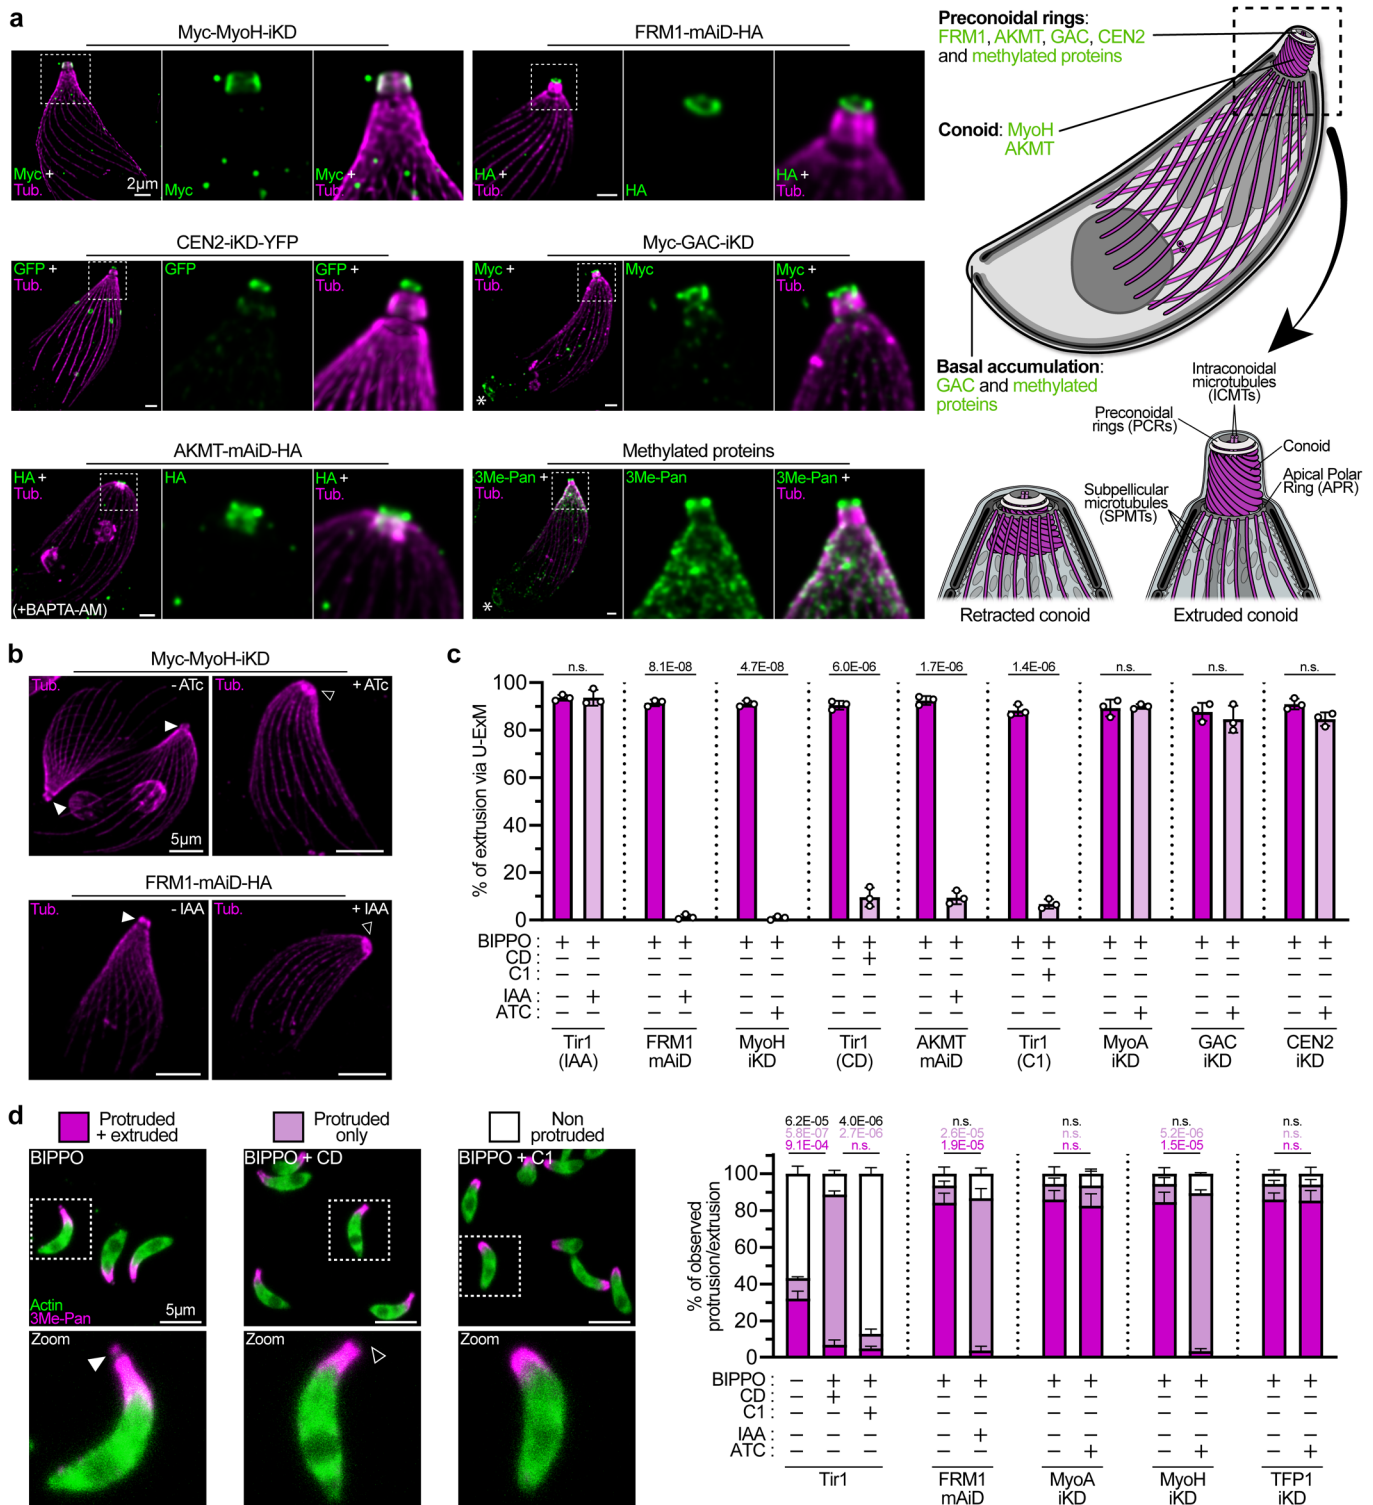 a
Myc-MyoH-iKD
Myc +
Tub.
2µm
Myc
Myc +
Tub.
FRM1-mAiD-HA
HA +
Tub.
HA
HA +
Tub.
CEN2-iKD-YFP
GFP +
Tub.
GFP
GFP +
Tub.
Myc-GAC-iKD
Myc +
Tub.
*
Myc
Myc +
Tub.
AKMT-mAiD-HA
HA +
Tub.
(+BAPTA-AM)
HA
HA +
Tub.
Methylated proteins
3Me-Pan +
Tub.
*
3Me-Pan
3Me-Pan +
Tub.
Preconoidal rings:
FRM1, AKMT, GAC, CEN2
and methylated proteins
Conoid: MyoH
AKMT
Basal accumulation:
GAC and methylated
proteins
Intraconoidal
microtubules
(ICMTs)
Preconoidal
rings (PCRs)
Conoid
Apical Polar
Ring (APR)
Subpellicular
microtubules
(SPMTs)
Retracted conoid
Extruded conoid
b
Myc-MyoH-iKD
Tub.
- ATc
5µm
Tub.
+ ATc
FRM1-mAiD-HA
Tub.
- IAA
Tub.
+ IAA
c
n.s. 8.1E-08 4.7E-08 6.0E-06 1.7E-06 1.4E-06 n.s. n.s. n.s.
% of extrusion via U-ExM
100
80
60
40
20
0
BIPPO : + + + + + + + + + + + + + + + + + +
CD : – – – – – – – + – – – – – – – – – –
C1 : – – – – – – – – – – – + – – – – – –
IAA : – + – + – – – – – + – – – – – – – –
ATC : – – – – – + – – – – – – – + – + – +
Tir1 (IAA)
FRM1 mAiD
MyoH iKD
Tir1 (CD)
AKMT mAiD
Tir1 (C1)
MyoA iKD
GAC iKD
CEN2 iKD
d
Protruded
+ extruded
Protruded
only
Non
protruded
BIPPO
Actin
3Me-Pan
5µm
BIPPO + CD
BIPPO + C1
Zoom
Zoom
Zoom
6.2E-05 4.0E-06 n.s. n.s. n.s. n.s.
5.8E-07 2.7E-06 2.6E-05 n.s. 5.2E-06 n.s.
9.1E-04 n.s. 1.9E-05 n.s. 1.5E-05 n.s.
% of observed
protrusion/extrusion
100
80
60
40
20
0
BIPPO : – + + + + + + + + + +
CD : – + – – – – – – – – –
C1 : – – + – – – – – – – –
IAA : – – – – + – – – – – –
ATC : – – – – – – + – + – +
Tir1
FRM1 mAiD
MyoA iKD
MyoH iKD
TFP1 iKD